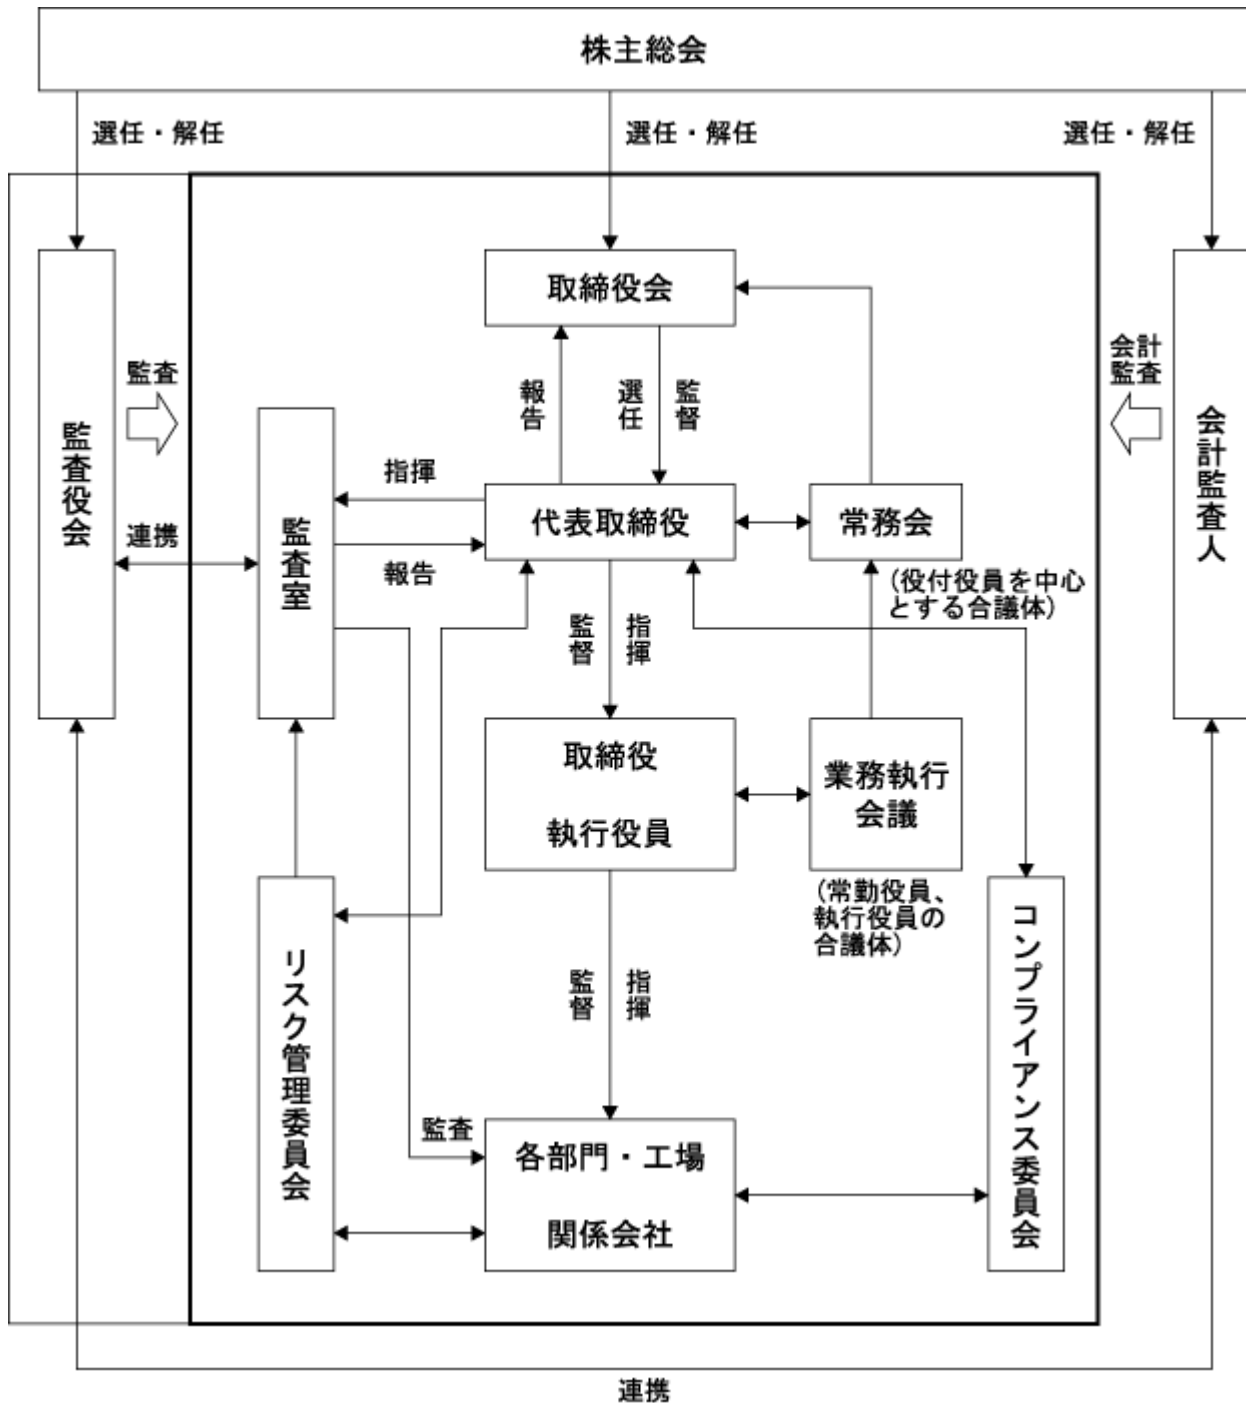 株主総会
選任・解任
選任・解任
選任・解任
取締役会
監査
会計
監査
報告
選任
監督
監査役会
会計監査人
指揮
代表取締役
常務会
監査室
連携
報告
(役付役員を中心
とする合議体)
監督
指揮
取締役
執行役員
業務執行
会議
(常勤役員、
執行役員の
合議体)
リスク管理委員会
コンプライアンス委員会
監督
指揮
監査
各部門・工場
関係会社
連携